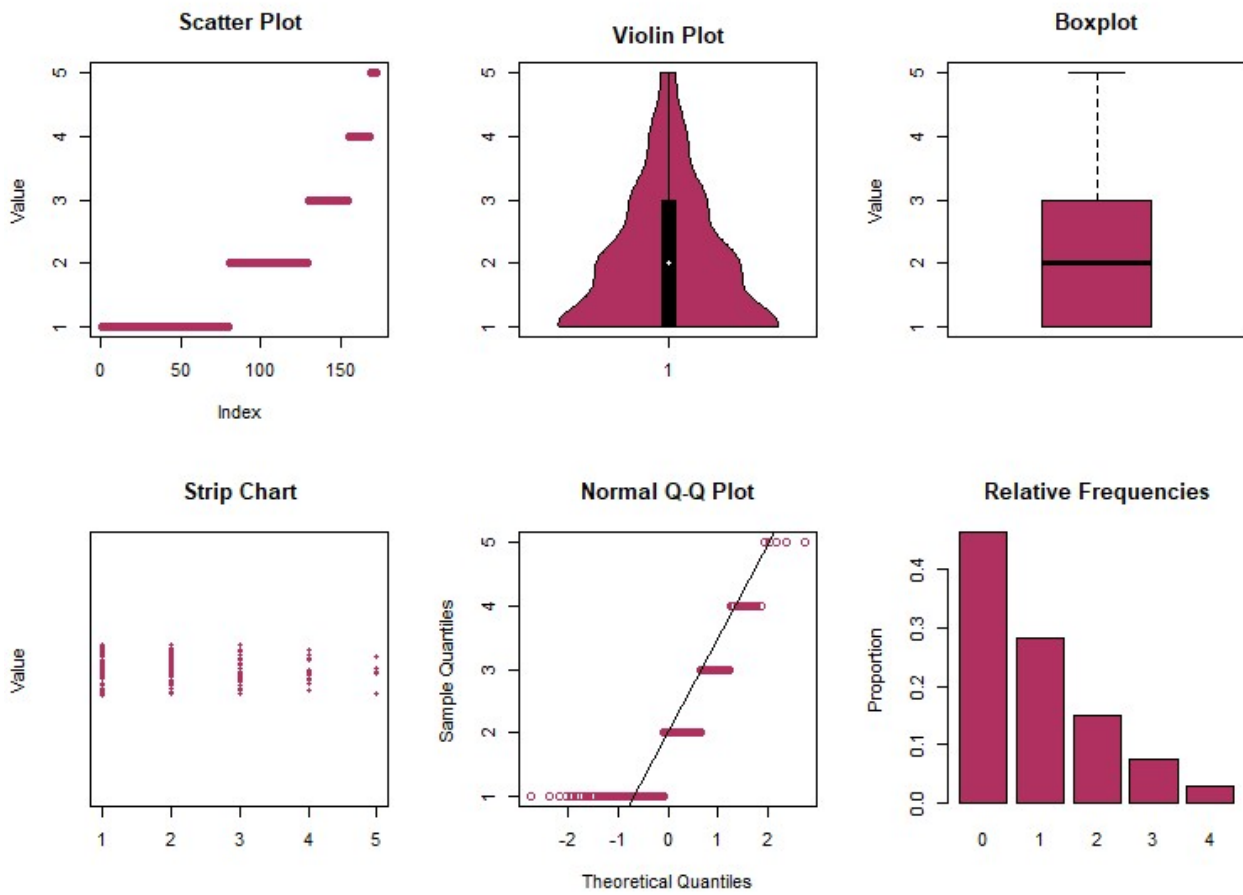 Scatter Plot
Value
5
4
3
2
1
0 50 100 150
Index
Violin Plot
5
4
3
2
1
1
Boxplot
Value
5
4
3
2
1
Strip Chart
Value
1 2 3 4 5
Normal Q-Q Plot
Sample Quantiles
5
4
3
2
1
-2 -1 0 1 2
Theoretical Quantiles
Relative Frequencies
Proportion
0.4
0.3
0.2
0.1
0.0
0 1 2 3 4